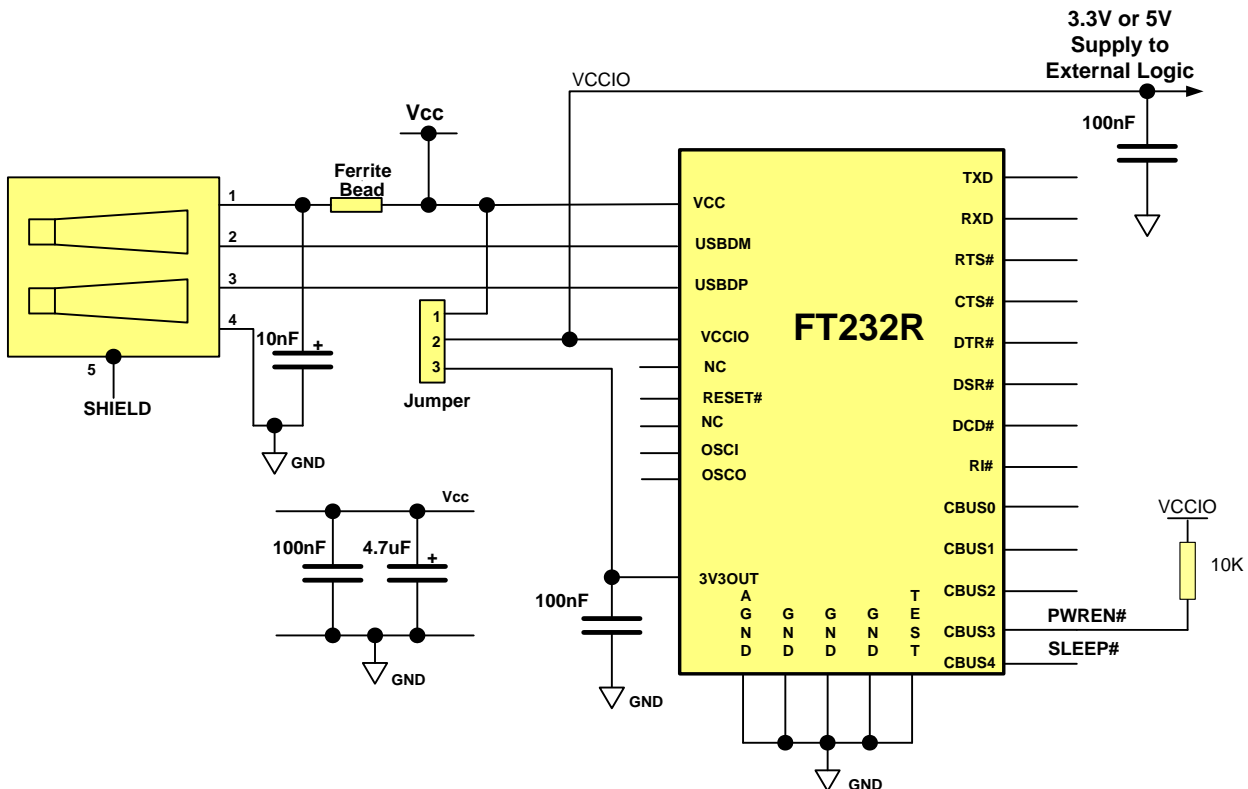 3.3V or 5V
Supply to
External Logic
VCCIO
100nF
Vcc
Ferrite
Bead
1
2
3
4
5
SHIELD
10nF
+
GND
1
2
3
Jumper
VCC
USBDM
USBDP
VCCIO
NC
RESET#
NC
OSCI
OSCO
3V3OUT
FT232R
TXD
RXD
RTS#
CTS#
DTR#
DSR#
DCD#
RI#
CBUS0
CBUS1
CBUS2
CBUS3
CBUS4
AGND
GND
GND
GND
TEST
PWREN#
SLEEP#
VCCIO
10K
Vcc
100nF
4.7uF
+
GND
100nF
GND
GND